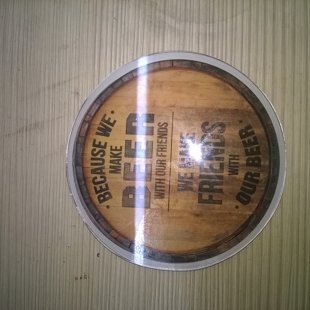 • BECAUSE WE •
MAKE
BEER
WITH OUR FRIENDS
WE MAKE
FRIENDS
WITH
• OUR BEER •